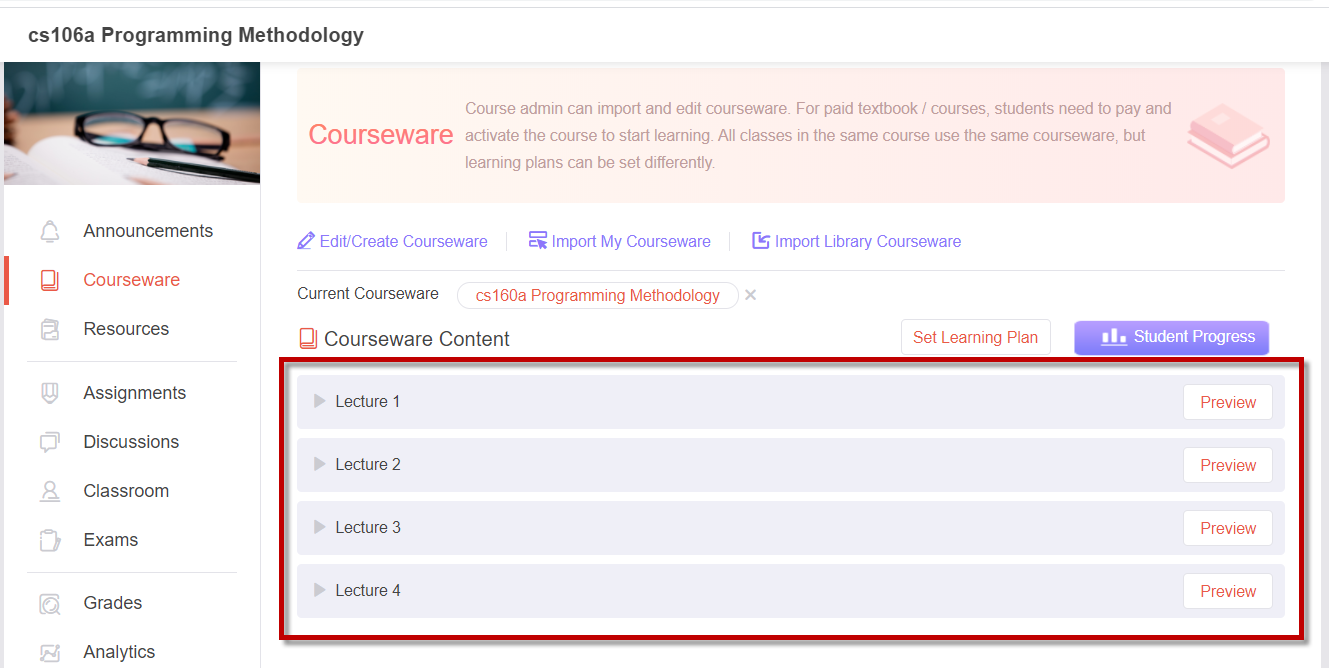 cs106a Programming Methodology
Courseware
Course admin can import and edit courseware. For paid textbook / courses, students need to pay and
activate the course to start learning. All classes in the same course use the same courseware, but
learning plans can be set differently.
Announcements
Courseware
Resources
Assignments
Discussions
Classroom
Exams
Grades
Analytics
Edit/Create Courseware
Import My Courseware
Import Library Courseware
Current Courseware
cs160a Programming Methodology
Courseware Content
Set Learning Plan
Student Progress
Lecture 1
Preview
Lecture 2
Preview
Lecture 3
Preview
Lecture 4
Preview